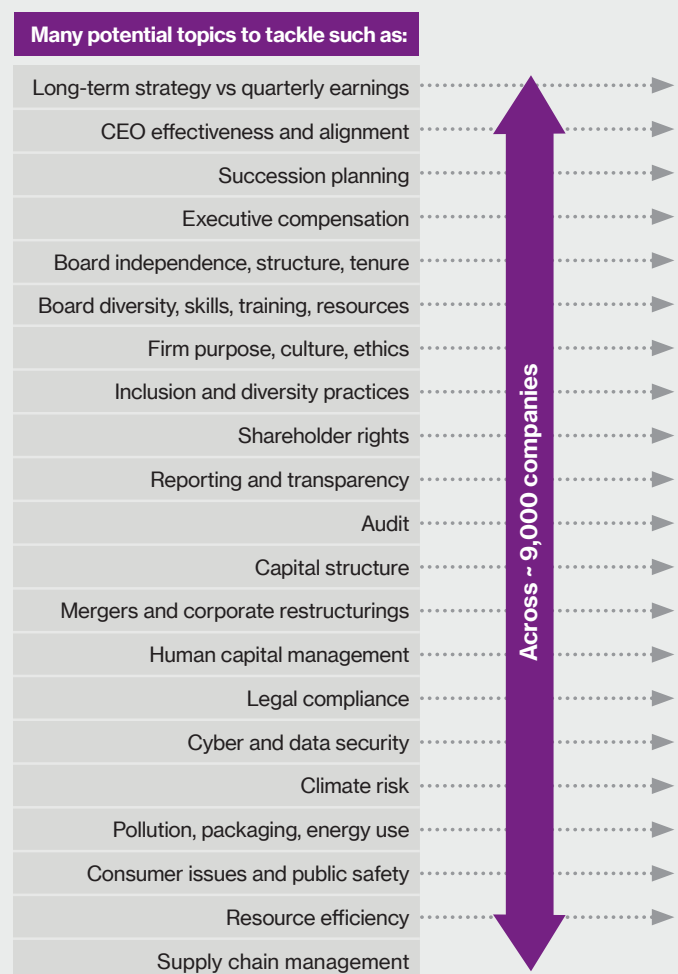 Many potential topics to tackle such as:
Long-term strategy vs quarterly earnings
CEO effectiveness and alignment
Succession planning
Executive compensation
Board independence, structure, tenure
Board diversity, skills, training, resources
Firm purpose, culture, ethics
Inclusion and diversity practices
Shareholder rights
Reporting and transparency
Audit
Capital structure
Mergers and corporate restructurings
Human capital management
Legal compliance
Cyber and data security
Climate risk
Pollution, packaging, energy use
Consumer issues and public safety
Resource efficiency
Supply chain management
Across ~ 9,000 companies